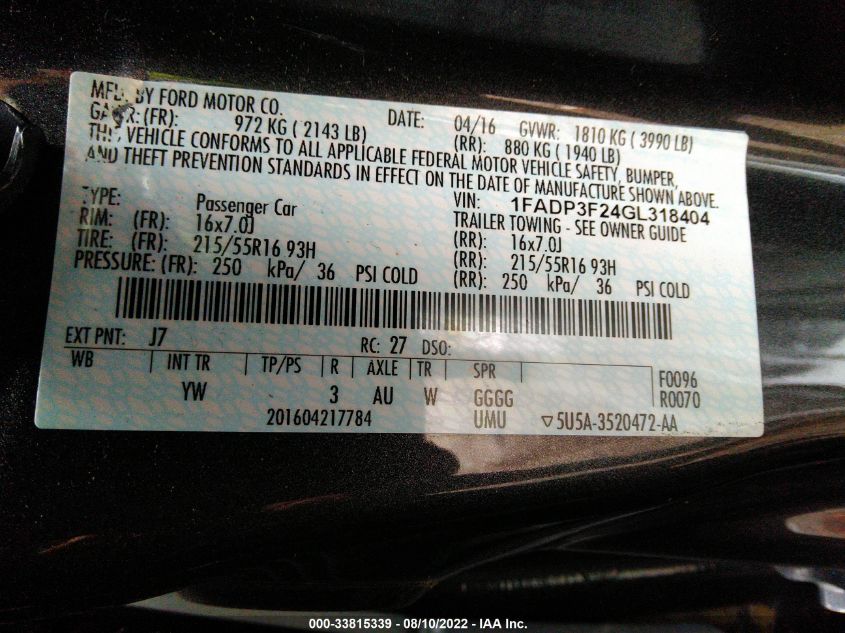 MFD. BY FORD MOTOR CO. DATE: 04/16 GVWR: 1810 KG ( 3990 LB)
GAWR: (FR): 972 KG ( 2143 LB) (RR): 880 KG ( 1940 LB)
THIS VEHICLE CONFORMS TO ALL APPLICABLE FEDERAL MOTOR VEHICLE SAFETY, BUMPER,
AND THEFT PREVENTION STANDARDS IN EFFECT ON THE DATE OF MANUFACTURE SHOWN ABOVE.
VIN: 1FADP3F24GL318404
TYPE: Passenger Car TRAILER TOWING - SEE OWNER GUIDE
RIM: (FR): 16x7.0J (RR): 16x7.0J
TIRE: (FR): 215/55R16 93H (RR): 215/55R16 93H
PRESSURE: (FR): 250 kPa/ 36 PSI COLD (RR): 250 kPa/ 36 PSI COLD
EXT PNT: J7 RC: 27 DSO:
WB INT TR TP/PS R AXLE TR SPR F0096
YW 3 AU W GGGG R0070
201604217784 UMU ▽5U5A-3520472-AA
000-33815339 - 08/10/2022 - IAA Inc.